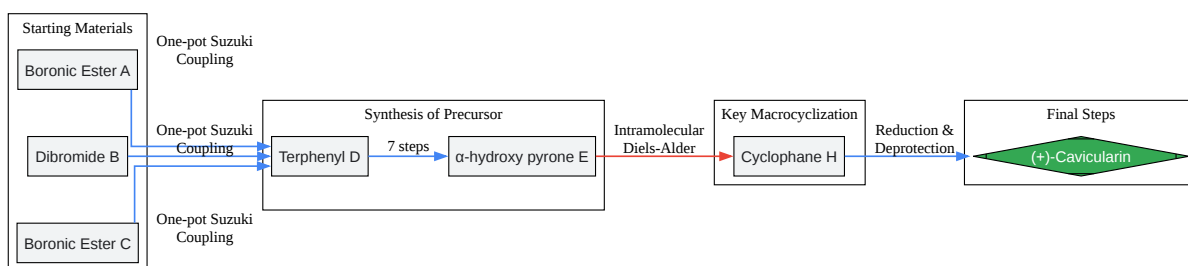 Starting Materials
Boronic Ester A
Dibromide B
Boronic Ester C
One-pot Suzuki
Coupling
One-pot Suzuki
Coupling
One-pot Suzuki
Coupling
Synthesis of Precursor
Terphenyl D
7 steps
α-hydroxy pyrone E
Intramolecular
Diels-Alder
Key Macrocyclization
Cyclophane H
Reduction &
Deprotection
Final Steps
(+)-Cavicularin